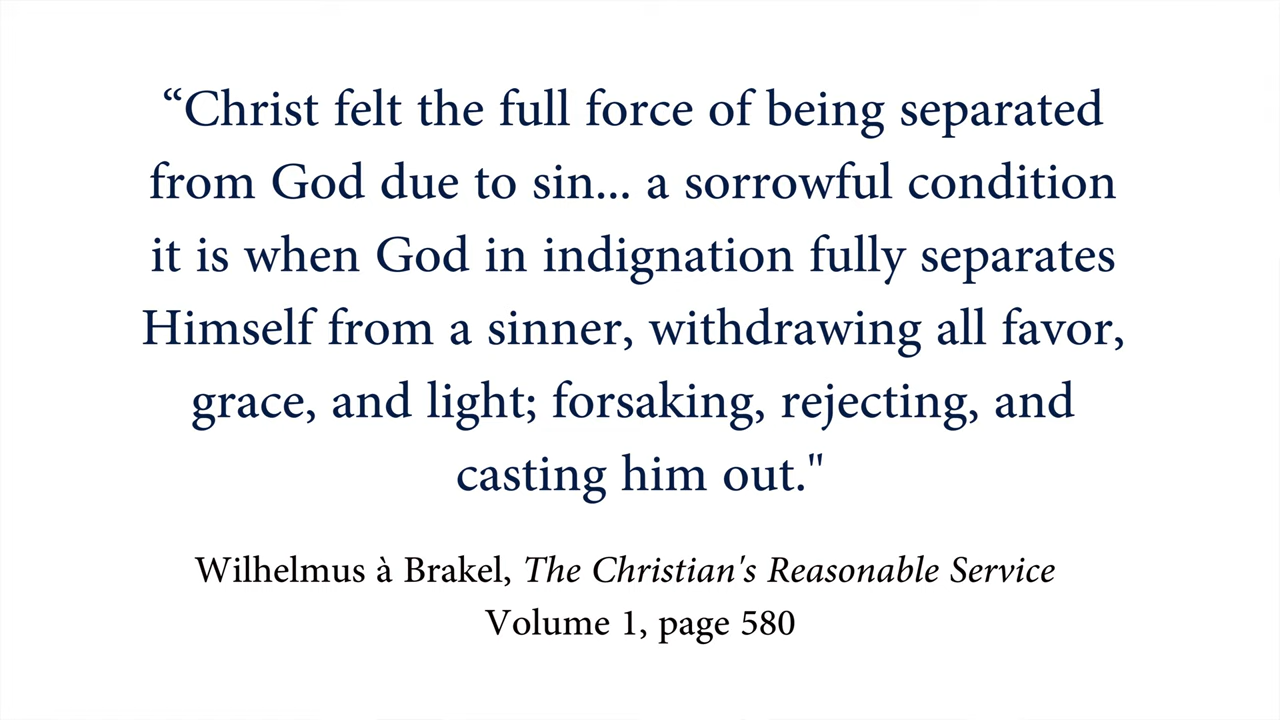 “Christ felt the full force of being separated
from God due to sin... a sorrowful condition
it is when God in indignation fully separates
Himself from a sinner, withdrawing all favor,
grace, and light; forsaking, rejecting, and
casting him out."
Wilhelmus à Brakel, The Christian's Reasonable Service
Volume 1, page 580